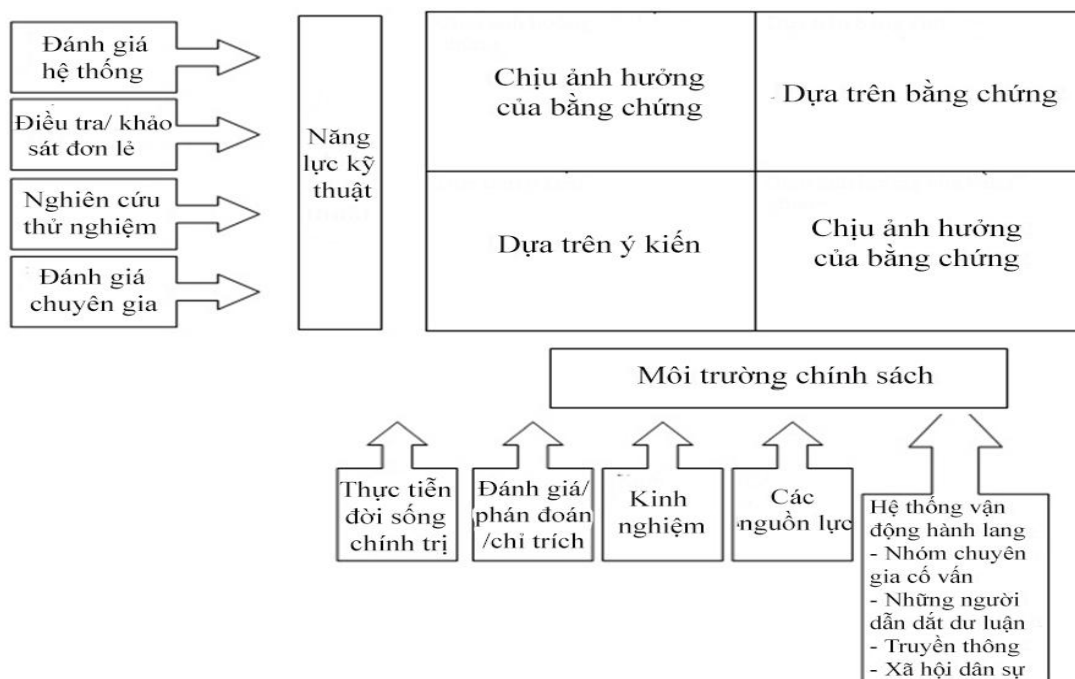 Đánh giá
hệ thống
Điều tra/ khảo
sát đơn lẻ
Nghiên cứu
thử nghiệm
Đánh giá
chuyên gia
Năng
lực kỹ
thuật
Chịu ảnh hưởng
của bằng chứng
Dựa trên bằng chứng
Dựa trên ý kiến
Chịu ảnh hưởng
của bằng chứng
Môi trường chính sách
Thực tiễn
đời sống
chính trị
Đánh giá/
phán đoán
/chỉ trích
Kinh
nghiệm
Các
nguồn lực
Hệ thống vận
động hành lang
- Nhóm chuyên
gia cố vấn
- Những người
dẫn dắt dư luận
- Truyền thông
- Xã hội dân sự